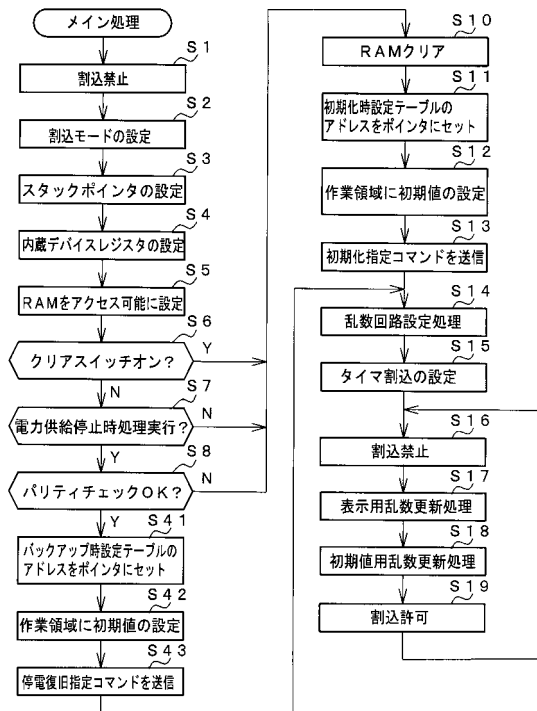 メイン処理
S1
割込禁止
S2
割込モードの設定
S3
スタックポインタの設定
S4
内蔵デバイスレジスタの設定
S5
RAMをアクセス可能に設定
S6
クリアスイッチオン?
Y
N
S7
電力供給停止時処理実行?
N
Y
S8
パリティチェックOK?
N
Y
S41
バックアップ時設定テーブルの
アドレスをポインタにセット
S42
作業領域に初期値の設定
S43
停電復旧指定コマンドを送信
S10
RAMクリア
S11
初期化時設定テーブルの
アドレスをポインタにセット
S12
作業領域に初期値の設定
S13
初期化指定コマンドを送信
S14
乱数回路設定処理
S15
タイマ割込の設定
S16
割込禁止
S17
表示用乱数更新処理
S18
初期値用乱数更新処理
S19
割込許可